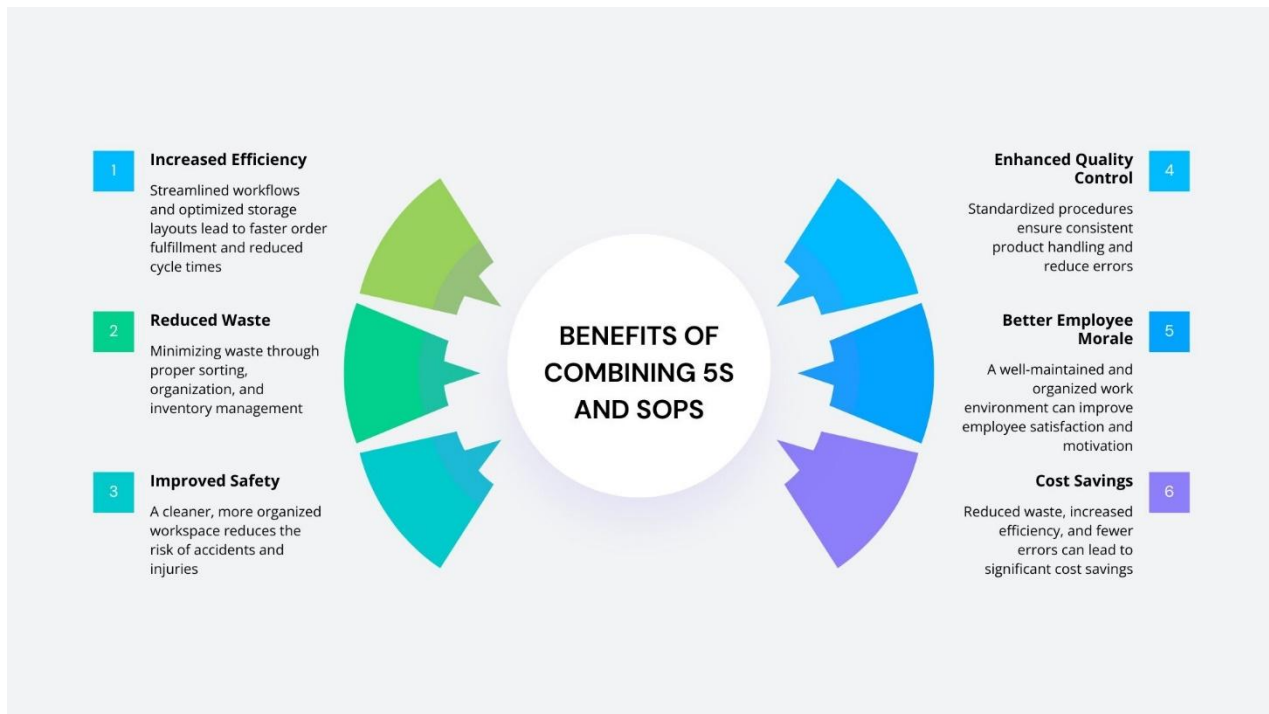 1
Increased Efficiency
Streamlined workflows
and optimized storage
layouts lead to faster order
fulfillment and reduced
cycle times
2
Reduced Waste
Minimizing waste through
proper sorting,
organization, and
inventory management
3
Improved Safety
A cleaner, more organized
workspace reduces the
risk of accidents and
injuries
BENEFITS OF
COMBINING 5S
AND SOPS
Enhanced Quality
Control
4
Standardized procedures
ensure consistent
product handling and
reduce errors
Better Employee
Morale
5
A well-maintained and
organized work
environment can improve
employee satisfaction and
motivation
Cost Savings
6
Reduced waste, increased
efficiency, and fewer
errors can lead to
significant cost savings